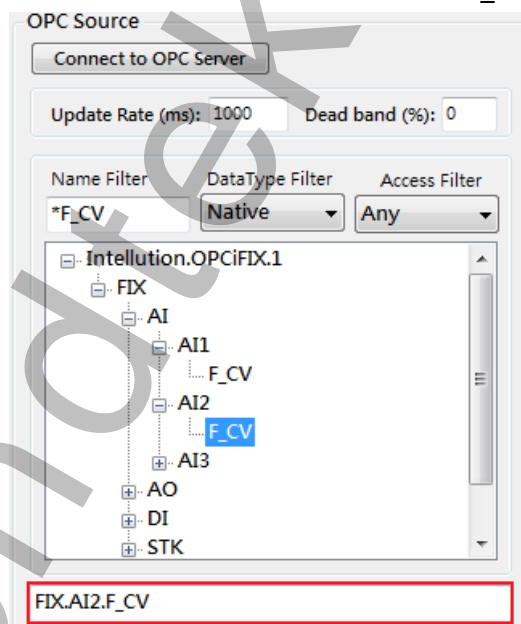 OPC Source
Connect to OPC Server
Update Rate (ms): 1000 Dead band (%): 0
Name Filter DataType Filter Access Filter
*F_CV Native Any
Intellution.OPCiFIX.1
FIX
AI
AI1
F_CV
AI2
F_CV
AI3
AO
DI
STK
FIX.AI2.F_CV